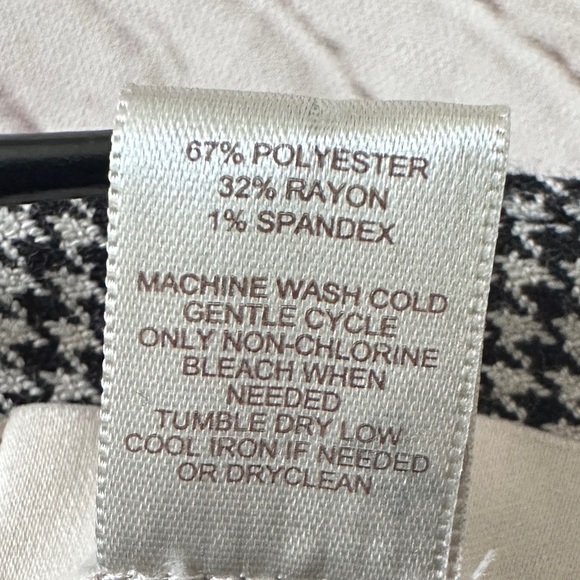 67% POLYESTER
32% RAYON
1% SPANDEX
MACHINE WASH COLD
GENTLE CYCLE
ONLY NON-CHLORINE
BLEACH WHEN
NEEDED
TUMBLE DRY LOW
COOL IRON IF NEEDED
OR DRYCLEAN